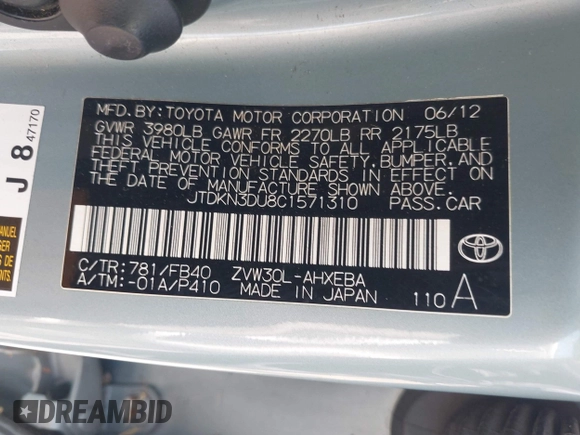 MFD. BY: TOYOTA MOTOR CORPORATION 06/12
GVWR 3980LB GAWR FR 2270LB RR 2175LB
THIS VEHICLE CONFORMS TO ALL APPLICABLE
FEDERAL MOTOR VEHICLE SAFETY, BUMPER, AND
THEFT PREVENTION STANDARDS IN EFFECT ON
THE DATE OF MANUFACTURE SHOWN ABOVE.
JTDKN3DU8C1571310 PASS.CAR
C/TR: 781/FB40 ZVW30L-AHXEBA
A/TM: -01A/P410 MADE IN JAPAN
110 A
TOYOTA
J 8 47170
DREAMBID